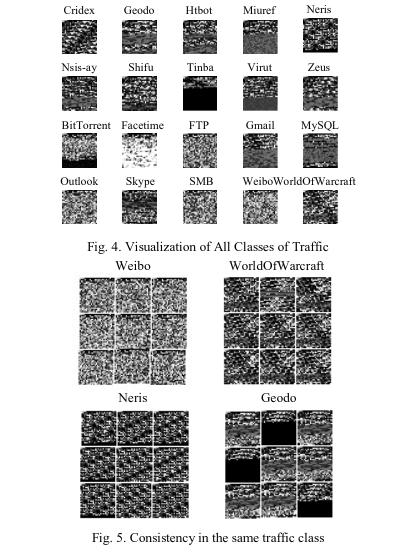 Cridex Geodo Htbot Miuref Neris
Nsis-ay Shifu Tinba Virut Zeus
BitTorrent Facetime FTP Gmail MySQL
Outlook Skype SMB WeiboWorldOfWarcraft
Fig. 4. Visualization of All Classes of Traffic
Weibo WorldOfWarcraft
Neris Geodo
Fig. 5. Consistency in the same traffic class